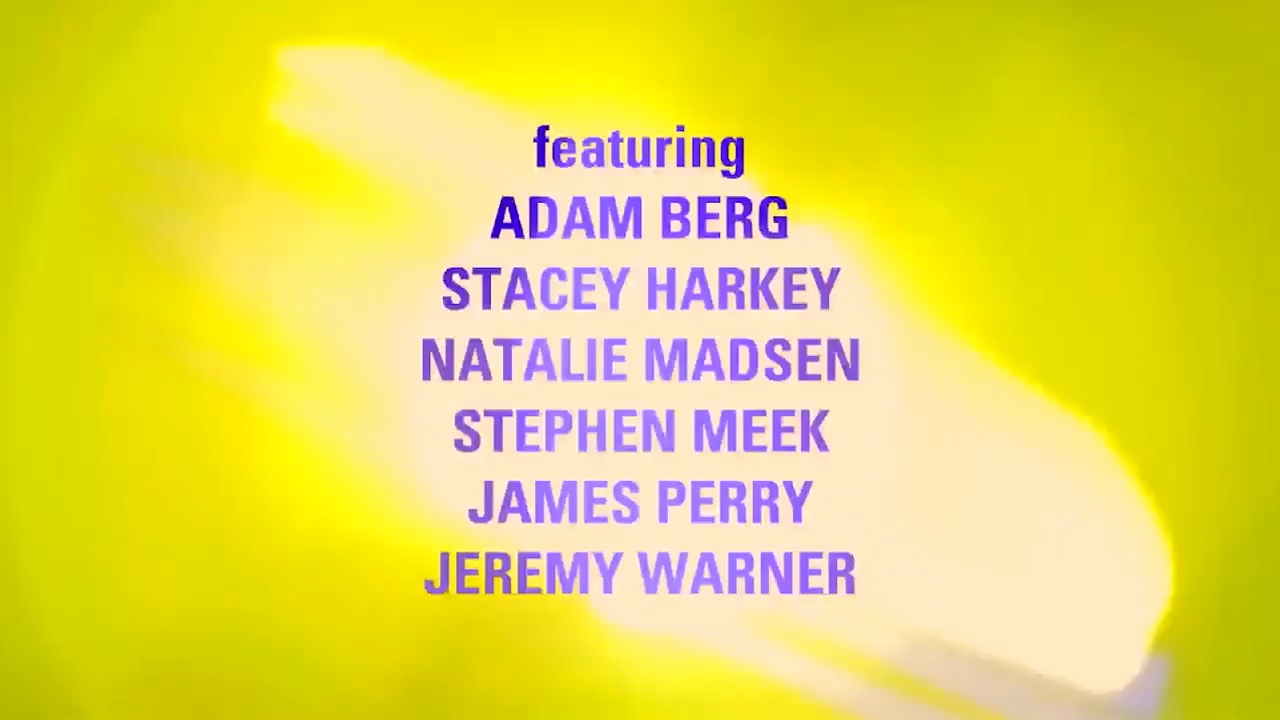 featuring
ADAM BERG
STACEY HARKEY
NATALIE MADSEN
STEPHEN MEEK
JAMES PERRY
JEREMY WARNER